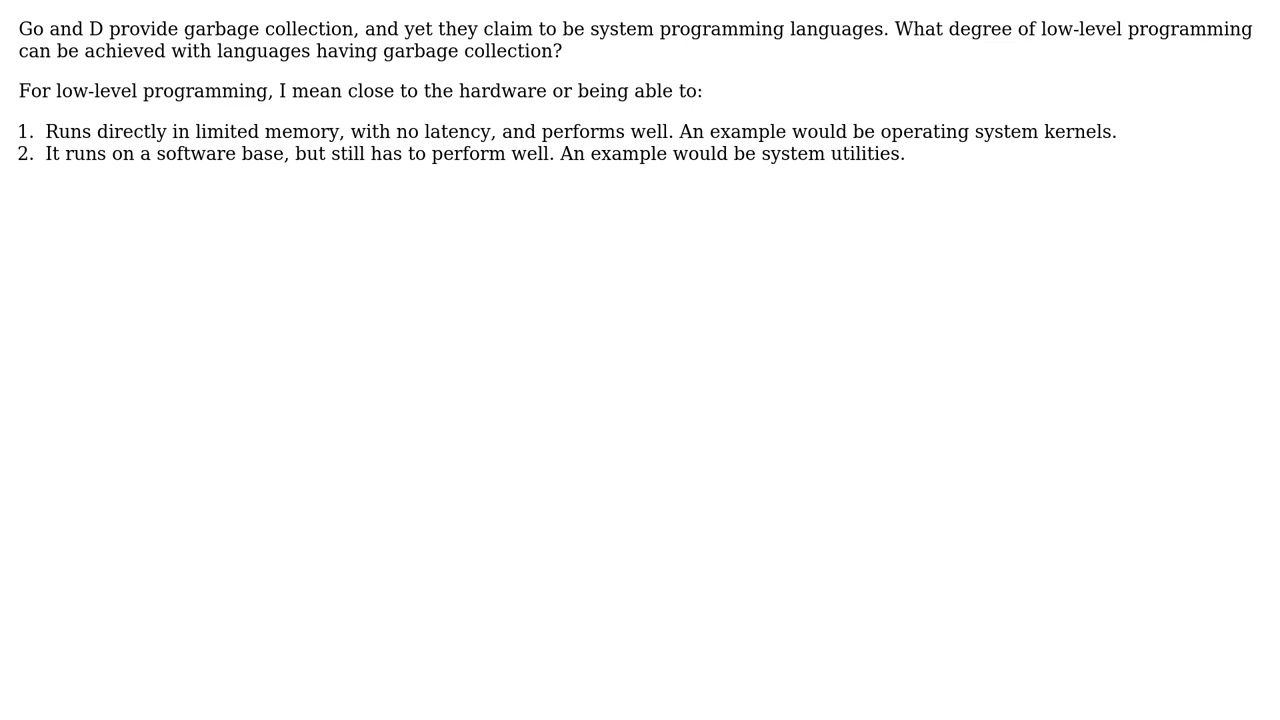 Go and D provide garbage collection, and yet they claim to be system programming languages. What degree of low-level programming
can be achieved with languages having garbage collection?
For low-level programming, I mean close to the hardware or being able to:
1. Runs directly in limited memory, with no latency, and performs well. An example would be operating system kernels.
2. It runs on a software base, but still has to perform well. An example would be system utilities.